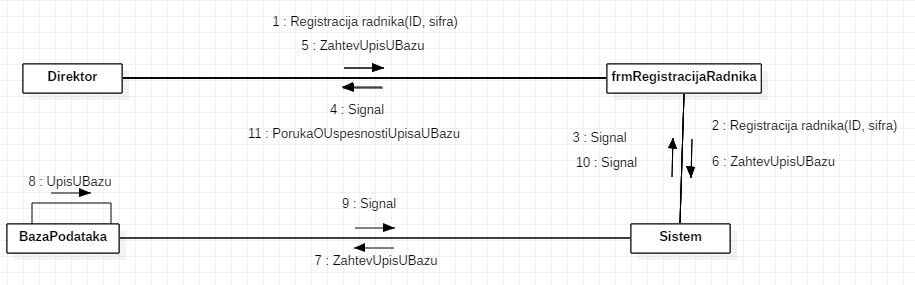 1 : Registracija radnika(ID, sifra)
5 : ZahtevUpisUBazu
Direktor
frmRegistracijaRadnika
4 : Signal
11 : PorukaOUspesnostiUpisaUBazu
2 : Registracija radnika(ID, sifra)
3 : Signal
10 : Signal
6 : ZahtevUpisUBazu
8 : UpisUBazu
9 : Signal
BazaPodataka
Sistem
7 : ZahtevUpisUBazu